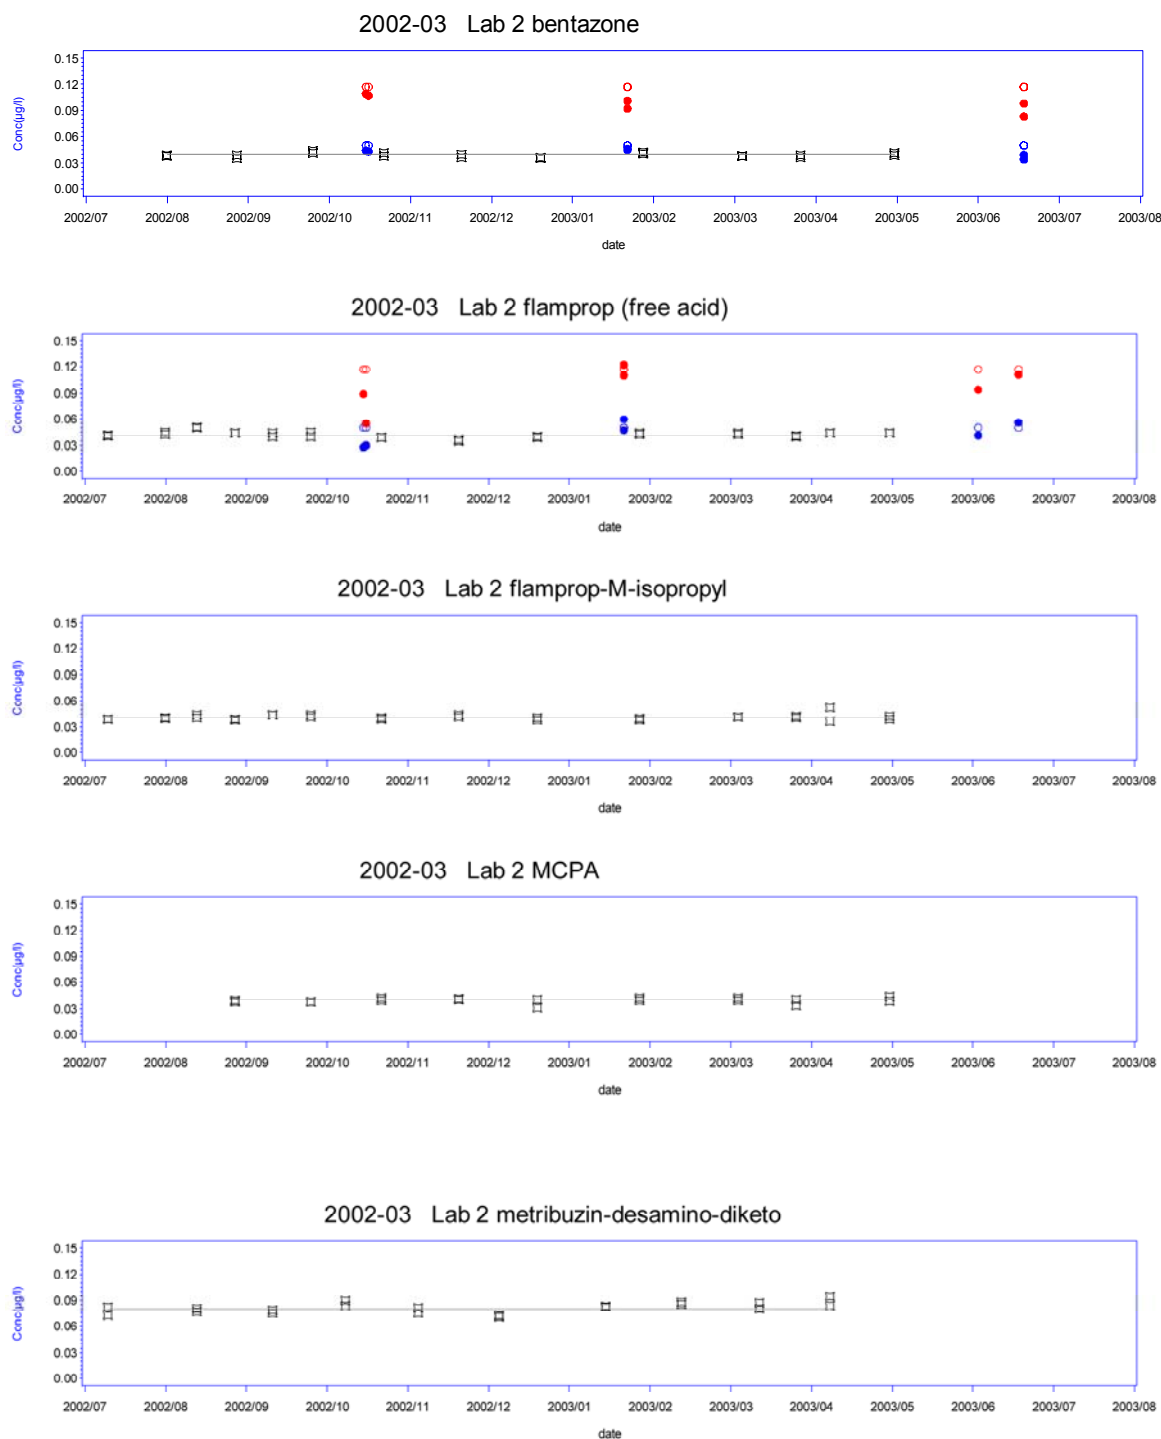 2002-03 Lab 2 bentazone
Conc(µg/l)
0.15
0.12
0.09
0.06
0.03
0.00
2002/07 2002/08 2002/09 2002/10 2002/11 2002/12 2003/01 2003/02 2003/03 2003/04 2003/05 2003/06 2003/07 2003/08
date
2002-03 Lab 2 flamprop (free acid)
Conc(µg/l)
0.15
0.12
0.09
0.06
0.03
0.00
2002/07 2002/08 2002/09 2002/10 2002/11 2002/12 2003/01 2003/02 2003/03 2003/04 2003/05 2003/06 2003/07 2003/08
date
2002-03 Lab 2 flamprop-M-isopropyl
Conc(µg/l)
0.15
0.12
0.09
0.06
0.03
0.00
2002/07 2002/08 2002/09 2002/10 2002/11 2002/12 2003/01 2003/02 2003/03 2003/04 2003/05 2003/06 2003/07 2003/08
date
2002-03 Lab 2 MCPA
Conc(µg/l)
0.15
0.12
0.09
0.06
0.03
0.00
2002/07 2002/08 2002/09 2002/10 2002/11 2002/12 2003/01 2003/02 2003/03 2003/04 2003/05 2003/06 2003/07 2003/08
date
2002-03 Lab 2 metribuzin-desamino-diketo
Conc(µg/l)
0.15
0.12
0.09
0.06
0.03
0.00
2002/07 2002/08 2002/09 2002/10 2002/11 2002/12 2003/01 2003/02 2003/03 2003/04 2003/05 2003/06 2003/07 2003/08
date